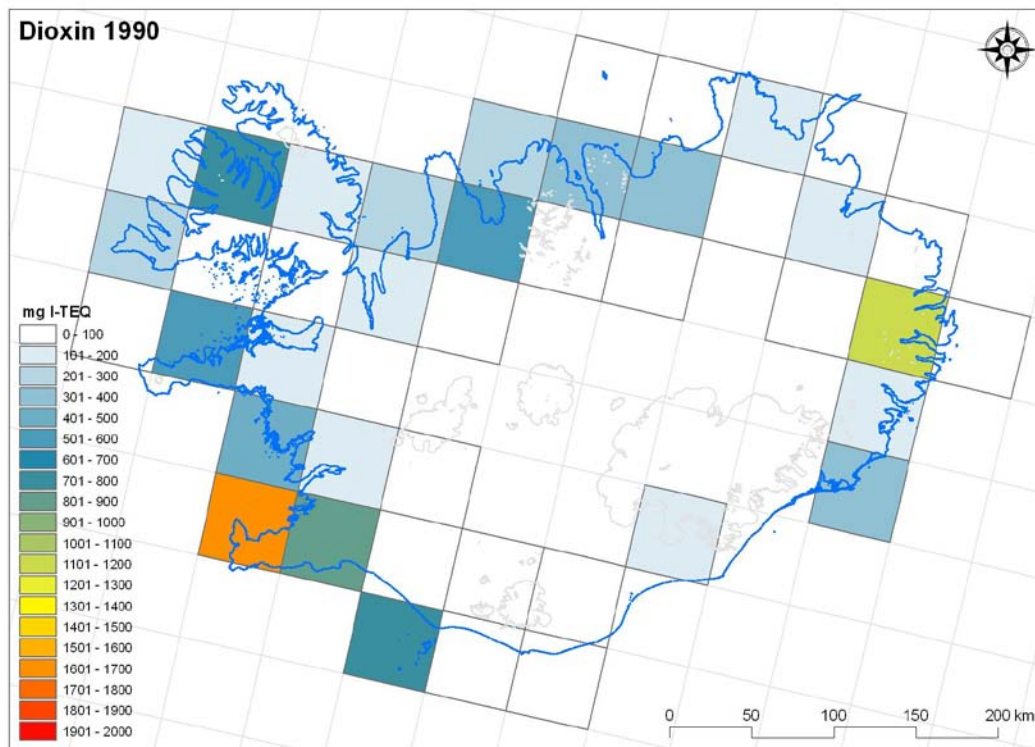 Dioxin 1990
mg I-TEQ
0 - 100
101 - 200
201 - 300
301 - 400
401 - 500
501 - 600
601 - 700
701 - 800
801 - 900
901 - 1000
1001 - 1100
1101 - 1200
1201 - 1300
1301 - 1400
1401 - 1500
1501 - 1600
1601 - 1700
1701 - 1800
1801 - 1900
1901 - 2000
0 50 100 150 200 km